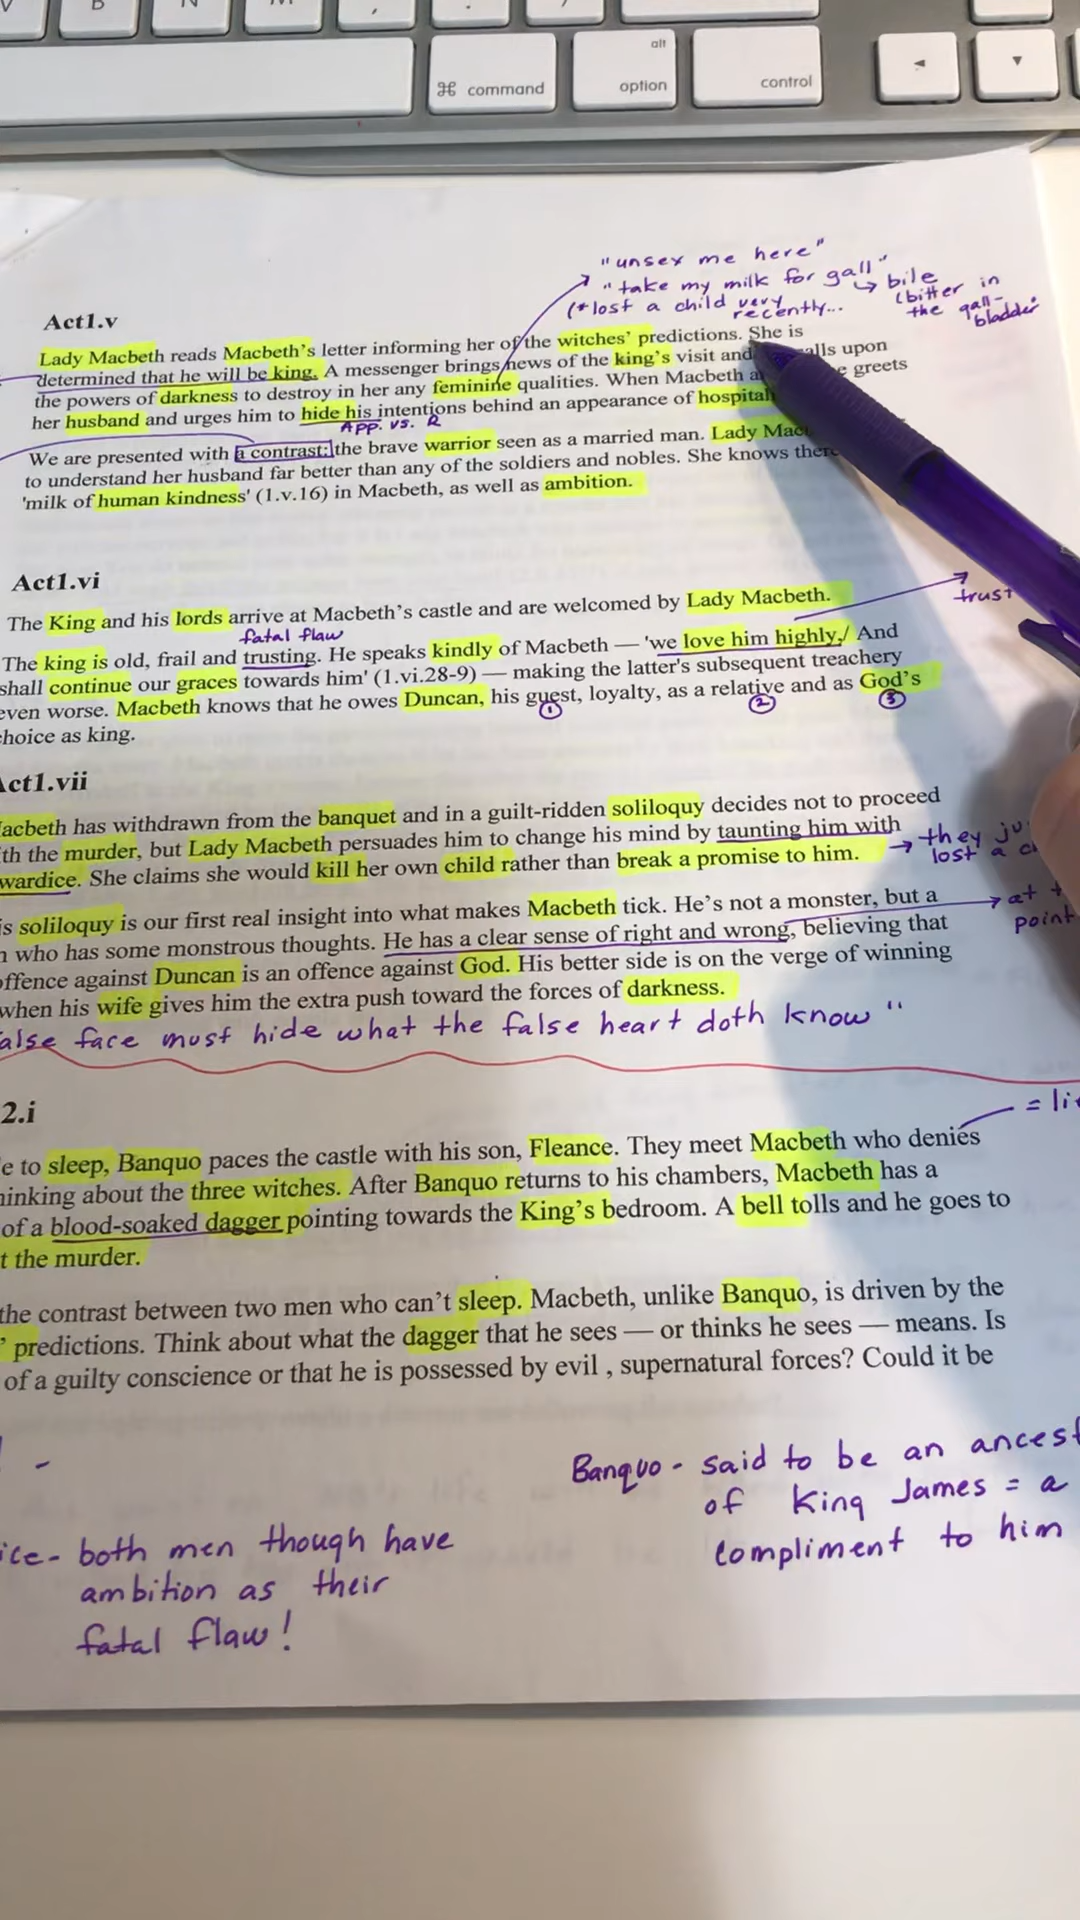 V B N M ,
⌘ command
alt
option
control
◄ ▼
"unsex me here"
"take my milk for gall"
→ bile
(bitter in
the gall-
bladder
(*lost a child very
recently...
Act1.v
Lady Macbeth reads Macbeth's letter informing her of the witches' predictions. She is
determined that he will be king. A messenger brings news of the king's visit and alls upon
the powers of darkness to destroy in her any feminine qualities. When Macbeth a e greets
her husband and urges him to hide his intentions behind an appearance of hospital
APP. vs. R
We are presented with a contrast: the brave warrior seen as a married man. Lady Mac
to understand her husband far better than any of the soldiers and nobles. She knows there
'milk of human kindness' (1.v.16) in Macbeth, as well as ambition.
Act1.vi
The King and his lords arrive at Macbeth's castle and are welcomed by Lady Macbeth.
trust
fatal flaw
The king is old, frail and trusting. He speaks kindly of Macbeth — 'we love him highly,/ And
shall continue our graces towards him' (1.vi.28-9) — making the latter's subsequent treachery
even worse. Macbeth knows that he owes Duncan, his guest, loyalty, as a relative and as God's
1 2 3
choice as king.
Act1.vii
acbeth has withdrawn from the banquet and in a guilt-ridden soliloquy decides not to proceed
th the murder, but Lady Macbeth persuades him to change his mind by taunting him with
wardice. She claims she would kill her own child rather than break a promise to him.
→ they ju
lost a c
is soliloquy is our first real insight into what makes Macbeth tick. He's not a monster, but a
who has some monstrous thoughts. He has a clear sense of right and wrong, believing that
→ at t
point
offence against Duncan is an offence against God. His better side is on the verge of winning
when his wife gives him the extra push toward the forces of darkness.
alse face must hide what the false heart doth know"
2.i
= li
e to sleep, Banquo paces the castle with his son, Fleance. They meet Macbeth who denies
hinking about the three witches. After Banquo returns to his chambers, Macbeth has a
of a blood-soaked dagger pointing towards the King's bedroom. A bell tolls and he goes to
t the murder.
the contrast between two men who can't sleep. Macbeth, unlike Banquo, is driven by the
' predictions. Think about what the dagger that he sees — or thinks he sees — means. Is
of a guilty conscience or that he is possessed by evil , supernatural forces? Could it be
! -
Banquo - said to be an ancest
of King James = a
compliment to him
ice - both men though have
ambition as their
fatal flaw!